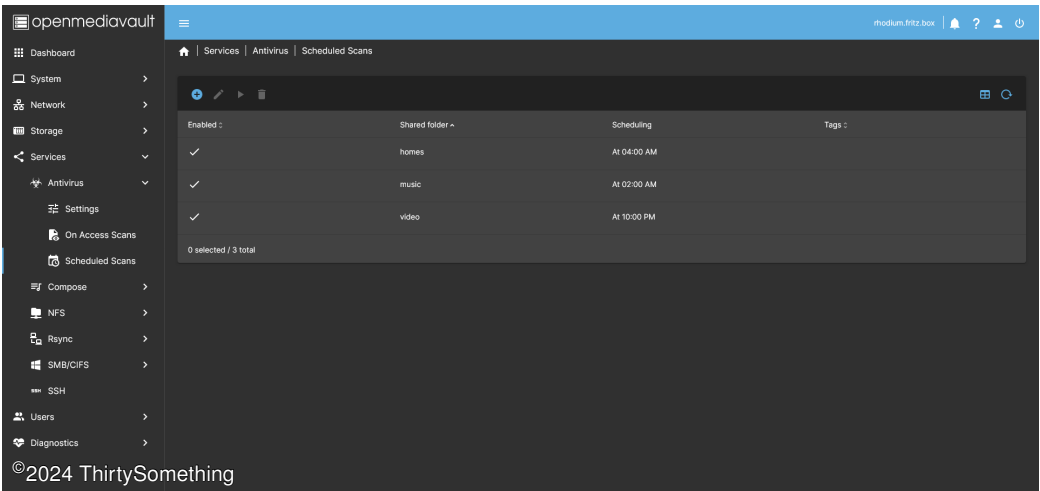 openmediavault
rhodium.fritz.box
Dashboard
System
Network
Storage
Services
Antivirus
Settings
On Access Scans
Scheduled Scans
Compose
NFS
Rsync
SMB/CIFS
SSH SSH
Users
Diagnostics
| Services | Antivirus | Scheduled Scans
Enabled Shared folder Scheduling Tags
homes At 04:00 AM
music At 02:00 AM
video At 10:00 PM
0 selected / 3 total
©2024 ThirtySomething